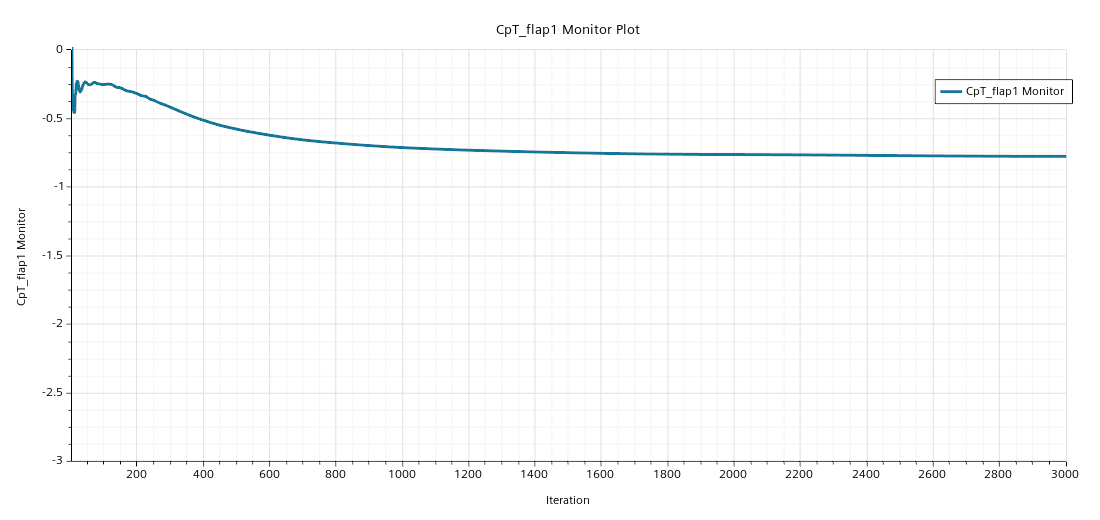 CpT_flap1 Monitor Plot
CpT_flap1 Monitor
0
-0.5
-1
-1.5
-2
-2.5
-3
CpT_flap1 Monitor
200 400 600 800 1000 1200 1400 1600 1800 2000 2200 2400 2600 2800 3000
Iteration